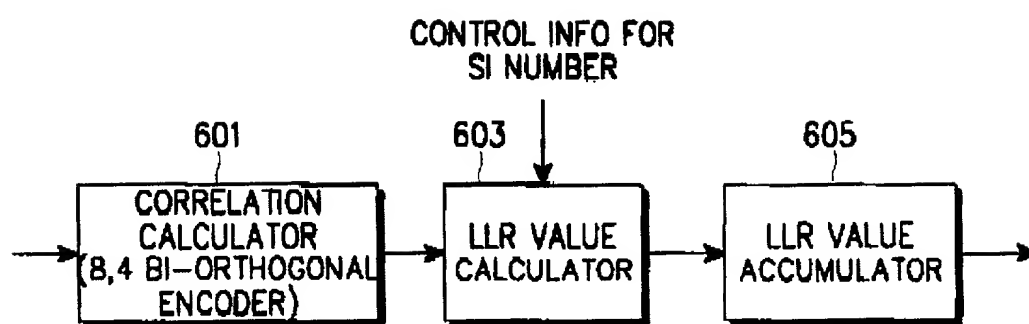 CONTROL INFO FOR
SI NUMBER
601
603
605
CORRELATION
CALCULATOR
(8,4 BI-ORTHOGONAL
ENCODER)
LLR VALUE
CALCULATOR
LLR VALUE
ACCUMULATOR